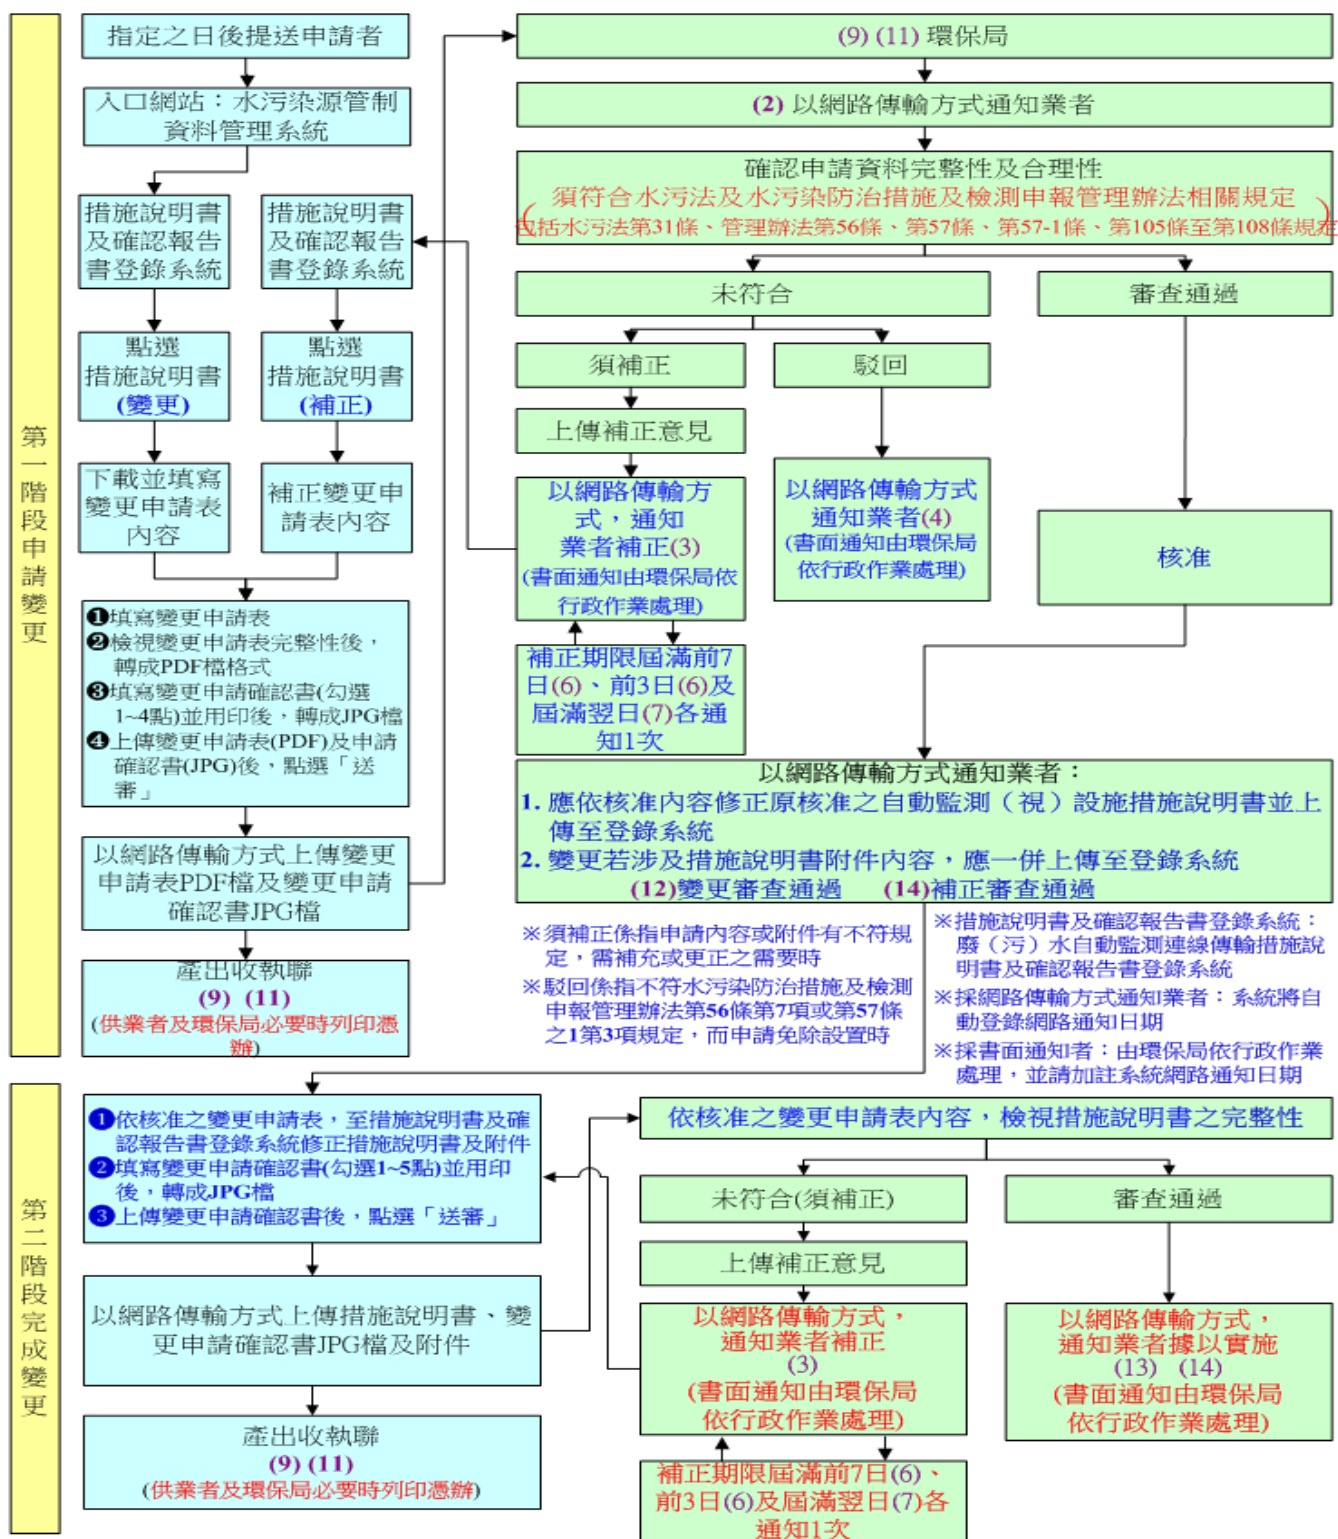 第一階段申請變更
指定之日後提送申請者
入口網站：水污染源管制
資料管理系統
措施說明書
及確認報告
書登錄系統
措施說明書
及確認報告
書登錄系統
點選
措施說明書
(變更)
點選
措施說明書
(補正)
下載並填寫
變更申請表
內容
補正變更申
請表內容
❶填寫變更申請表
❷檢視變更申請表完整性後，
轉成PDF檔格式
❸填寫變更申請確認書(勾選
1~4點)並用印後，轉成JPG檔
❹上傳變更申請表(PDF)及申請
確認書(JPG)後，點選「送
審」
以網路傳輸方式上傳變更
申請表PDF檔及變更申請
確認書JPG檔
產出收執聯
(9) (11)
(供業者及環保局必要時列印憑
辦)
(9) (11) 環保局
(2) 以網路傳輸方式通知業者
確認申請資料完整性及合理性
須符合水污法及水污染防治措施及檢測申報管理辦法相關規定
包括水污法第31條、管理辦法第56條、第57條、第57-1條、第105條至第108條規定
未符合
審查通過
須補正
駁回
上傳補正意見
以網路傳輸方
式，通知
業者補正(3)
(書面通知由環保局依
行政作業處理)
以網路傳輸方式
通知業者(4)
(書面通知由環保局
依行政作業處理)
核准
補正期限屆滿前7
日(6)、前3日(6)及
屆滿翌日(7)各通
知1次
以網路傳輸方式通知業者：
1. 應依核准內容修正原核准之自動監測（視）設施措施說明書並上
傳至登錄系統
2. 變更若涉及措施說明書附件內容，應一併上傳至登錄系統
(12)變更審查通過 (14)補正審查通過
※須補正係指申請內容或附件有不符規
定，需補充或更正之需要時
※駁回係指不符水污染防治措施及檢測
申報管理辦法第56條第7項或第57條
之1第3項規定，而申請免除設置時
※措施說明書及確認報告書登錄系統：
廢（污）水自動監測連線傳輸措施說
明書及確認報告書登錄系統
※採網路傳輸方式通知業者：系統將自
動登錄網路通知日期
※採書面通知者：由環保局依行政作業
處理，並請加註系統網路通知日期
第二階段完成變更
❶依核准之變更申請表，至措施說明書及確
認報告書登錄系統修正措施說明書及附件
❷填寫變更申請確認書(勾選1~5點)並用印
後，轉成JPG檔
❸上傳變更申請確認書後，點選「送審」
以網路傳輸方式上傳措施說明書、變
更申請確認書JPG檔及附件
產出收執聯
(9) (11)
(供業者及環保局必要時列印憑辦)
依核准之變更申請表內容，檢視措施說明書之完整性
未符合(須補正)
審查通過
上傳補正意見
以網路傳輸方式，
通知業者補正
(3)
(書面通知由環保局
依行政作業處理)
以網路傳輸方式，
通知業者據以實施
(13) (14)
(書面通知由環保局
依行政作業處理)
補正期限屆滿前7日(6)、
前3日(6)及屆滿翌日(7)各
通知1次